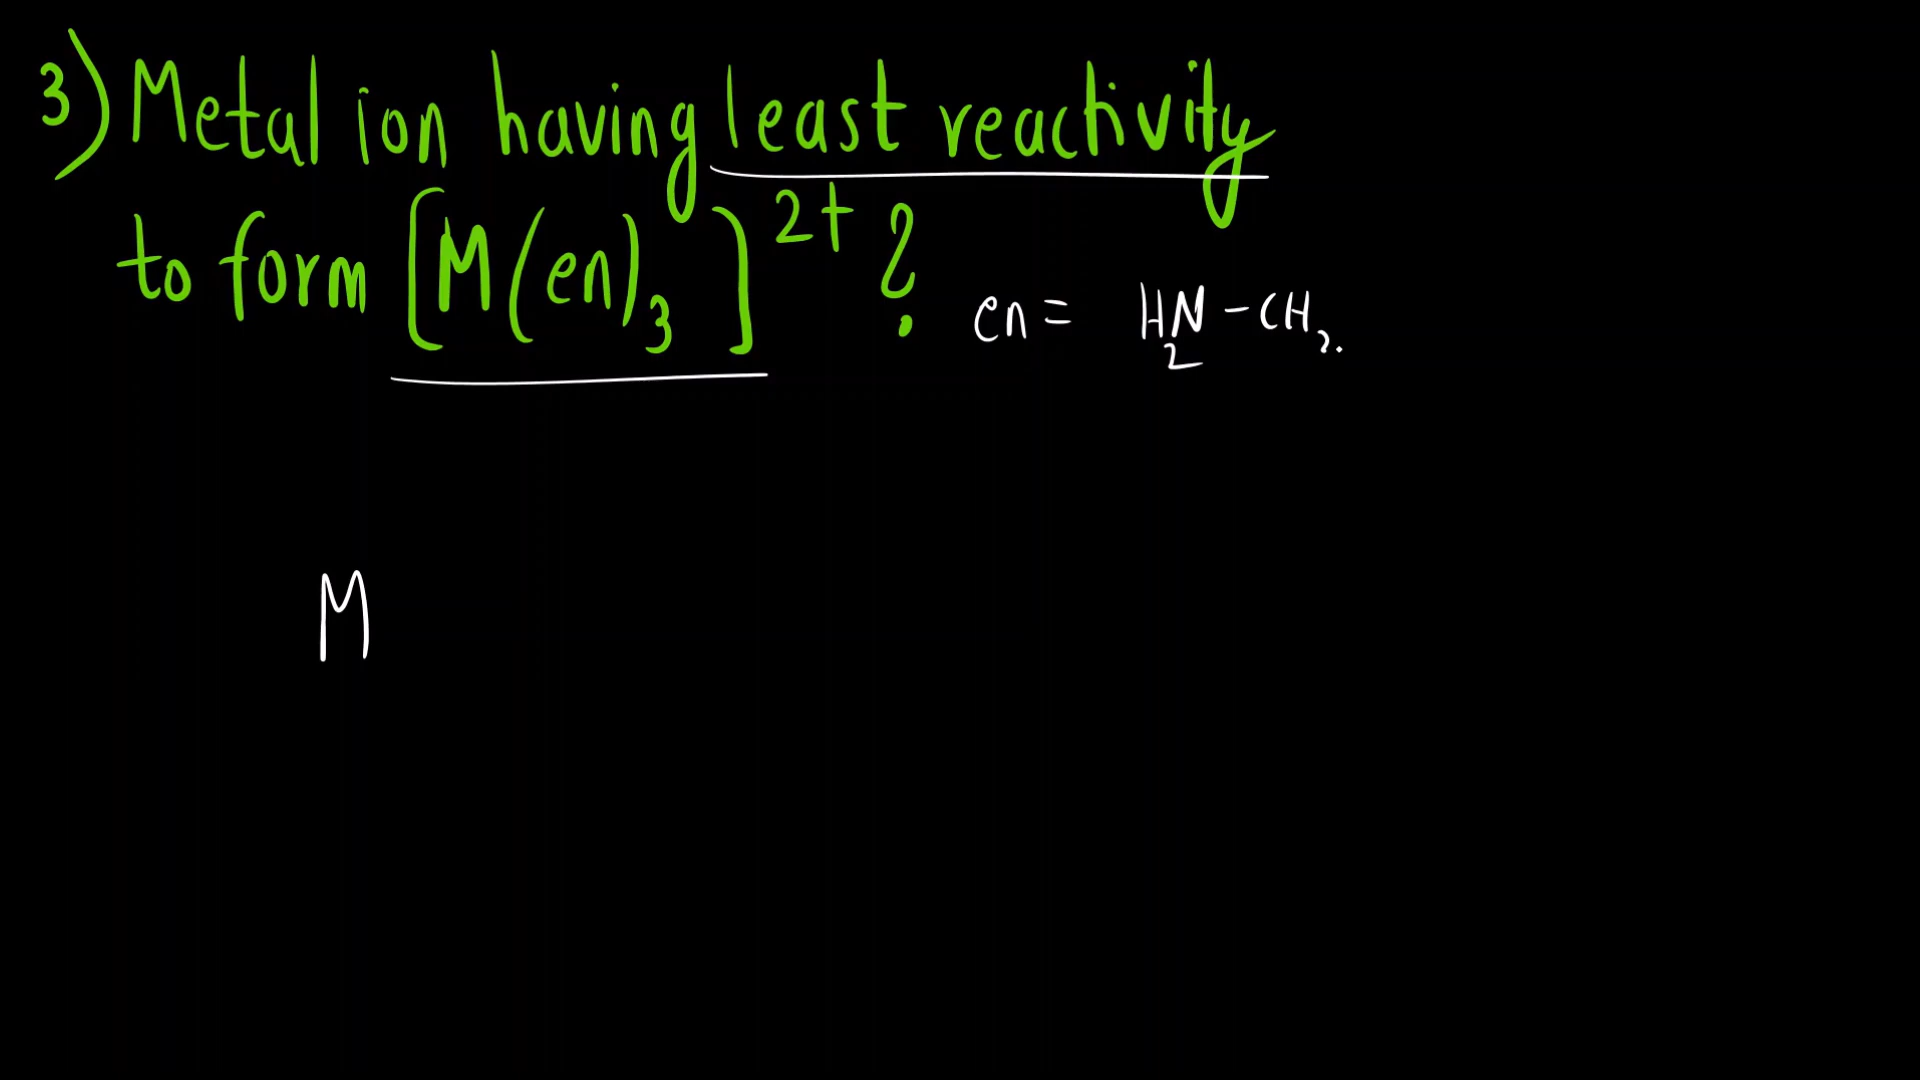 3) Metal ion having least reactivity
to form [M(en)₃]²⁺ ?
en = H₂N - CH₂.
M